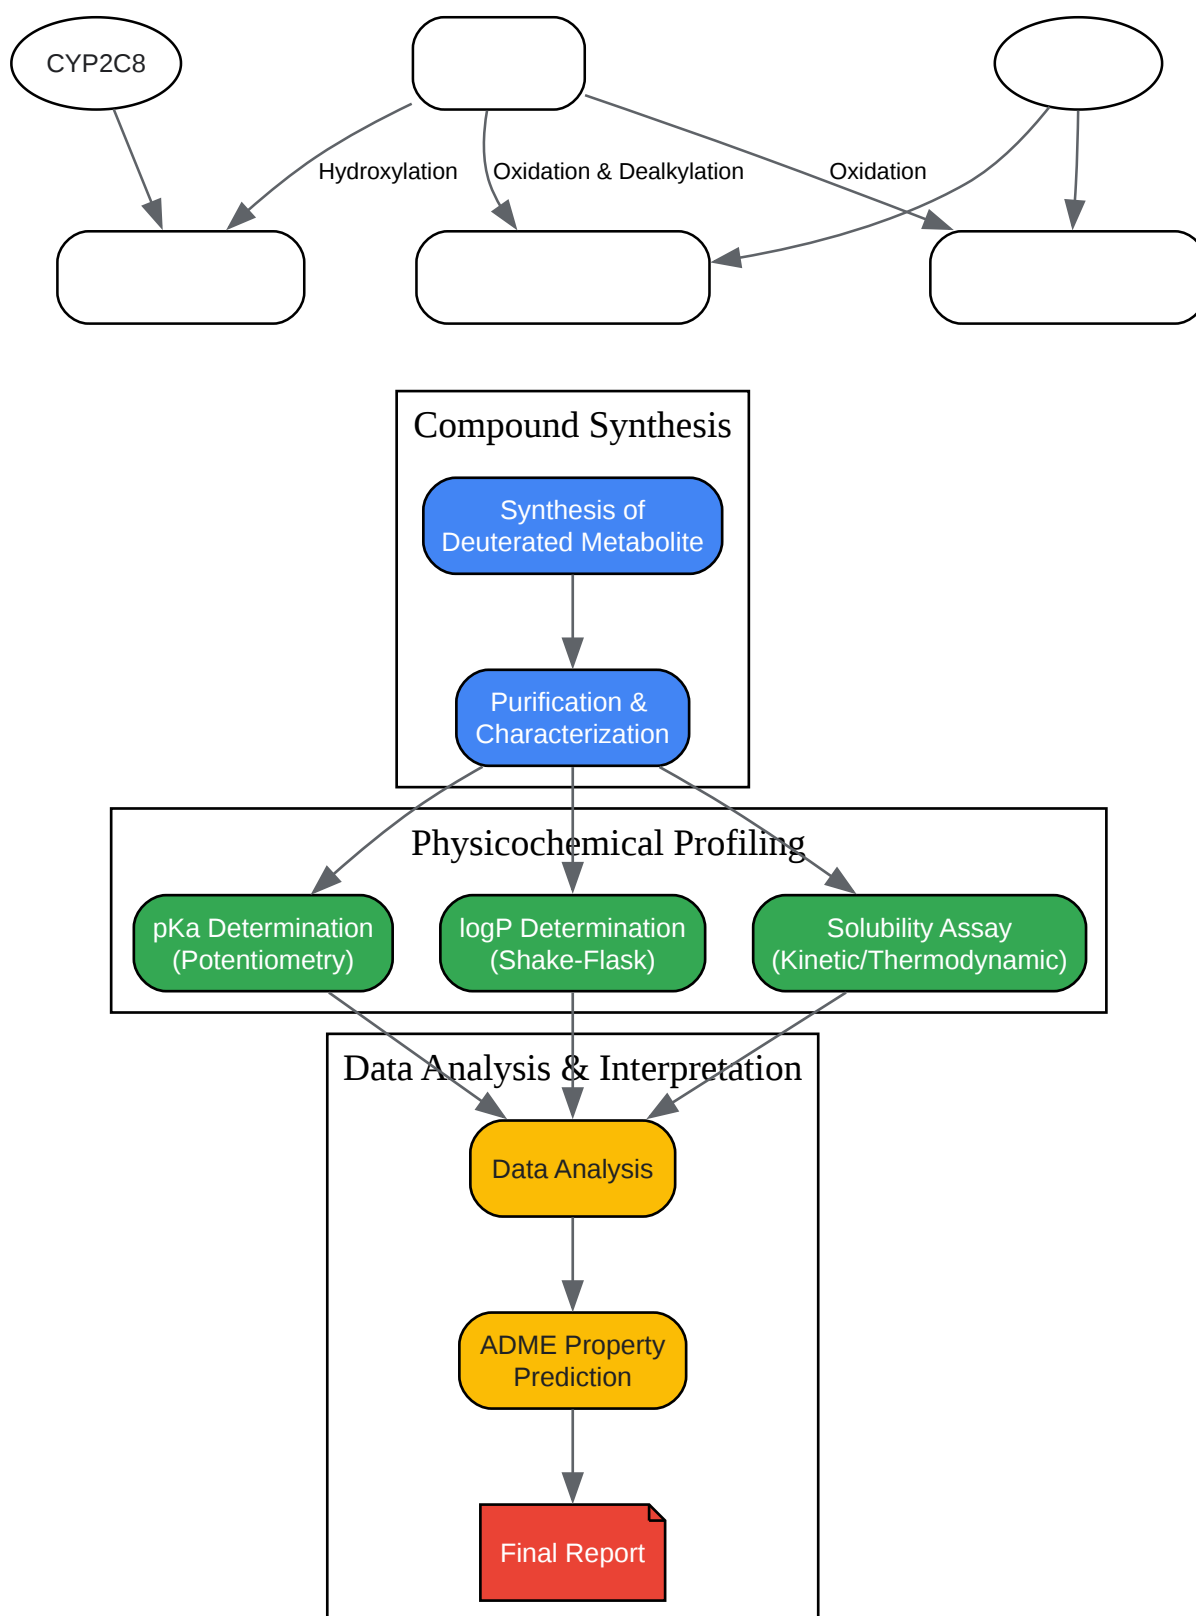 CYP2C8
Hydroxylation
Oxidation & Dealkylation
Oxidation
Compound Synthesis
Synthesis of
Deuterated Metabolite
Purification &
Characterization
Physicochemical Profiling
pKa Determination
(Potentiometry)
logP Determination
(Shake-Flask)
Solubility Assay
(Kinetic/Thermodynamic)
Data Analysis & Interpretation
Data Analysis
ADME Property
Prediction
Final Report